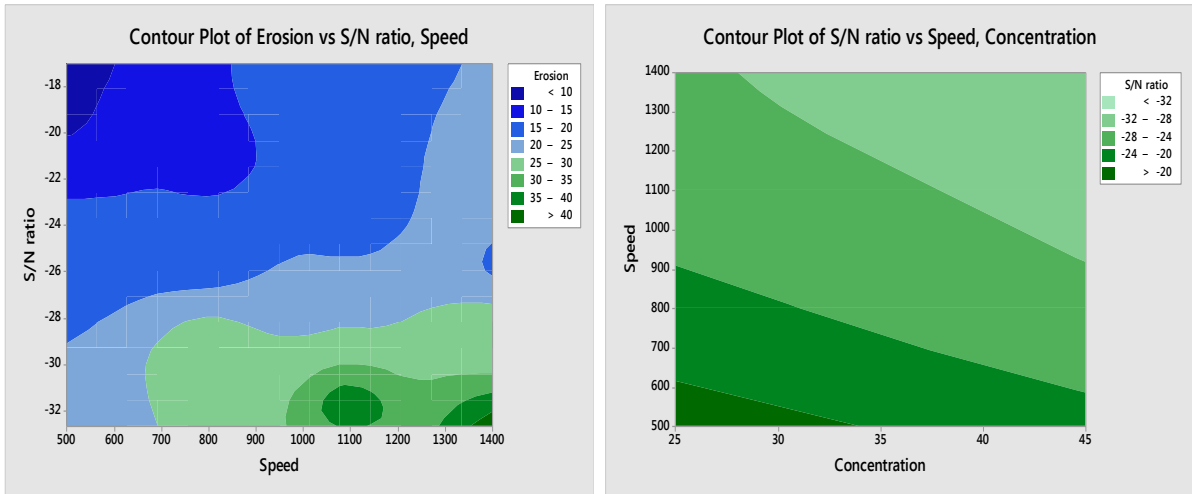 Contour Plot of Erosion vs S/N ratio, Speed
S/N ratio
-18
-20
-22
-24
-26
-28
-30
-32
500 600 700 800 900 1000 1100 1200 1300 1400
Speed
Erosion
< 10
10 – 15
15 – 20
20 – 25
25 – 30
30 – 35
35 – 40
> 40
Contour Plot of S/N ratio vs Speed, Concentration
Speed
1400
1300
1200
1100
1000
900
800
700
600
500
25 30 35 40 45
Concentration
S/N ratio
< -32
-32 – -28
-28 – -24
-24 – -20
> -20